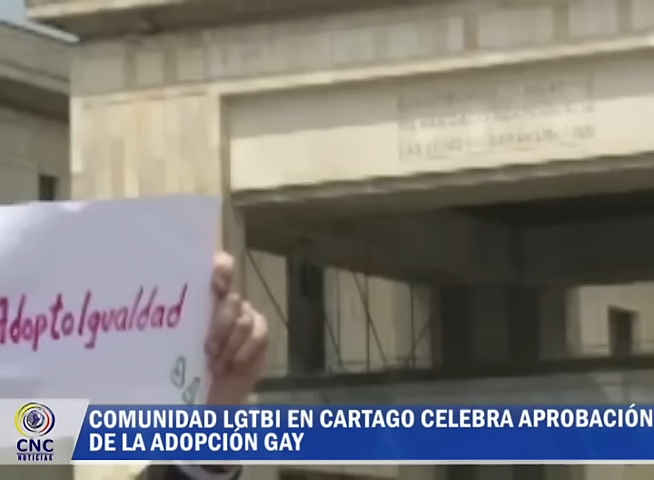 AdoptoIgualdad
CNC
NOTICIAS
COMUNIDAD LGTBI EN CARTAGO CELEBRA APROBACIÓN
DE LA ADOPCIÓN GAY